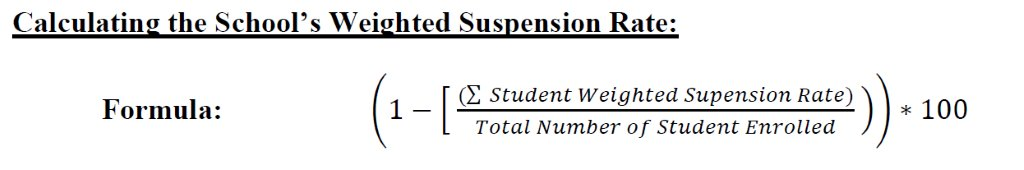 Calculating the School's Weighted Suspension Rate:
Formula: (1 − [ (∑ Student Weighted Supension Rate) / Total Number of Student Enrolled )) * 100